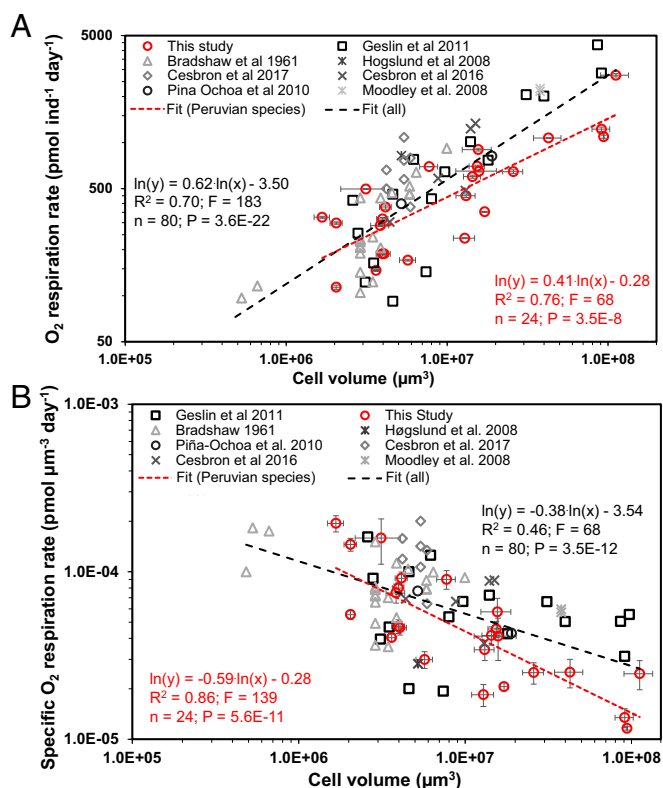 A
This study
Geslin et al 2011
Bradshaw et al 1961
Hogslund et al 2008
Cesbron et al 2017
Cesbron et al 2016
Pina Ochoa et al 2010
Moodley et al. 2008
Fit (Peruvian species)
Fit (all)
ln(y) = 0.62·ln(x) - 3.50
R² = 0.70; F = 183
n = 80; P = 3.6E-22
ln(y) = 0.41·ln(x) - 0.28
R² = 0.76; F = 68
n = 24; P = 3.5E-8
O₂ respiration rate (pmol ind⁻¹ day⁻¹)
5000
500
50
1.0E+05
1.0E+06
1.0E+07
1.0E+08
Cell volume (µm³)
B
Geslin et al 2011
This Study
Bradshaw 1961
Høgslund et al. 2008
Piña-Ochoa et al. 2010
Cesbron et al. 2017
Cesbron et al 2016
Moodley et al. 2008
Fit (Peruvian species)
Fit (all)
ln(y) = -0.38·ln(x) - 3.54
R² = 0.46; F = 68
n = 80; P = 3.5E-12
ln(y) = -0.59·ln(x) - 0.28
R² = 0.86; F = 139
n = 24; P = 5.6E-11
Specific O₂ respiration rate (pmol µm⁻³ day⁻¹)
1.0E-03
1.0E-04
1.0E-05
1.0E+05
1.0E+06
1.0E+07
1.0E+08
Cell volume (µm³)